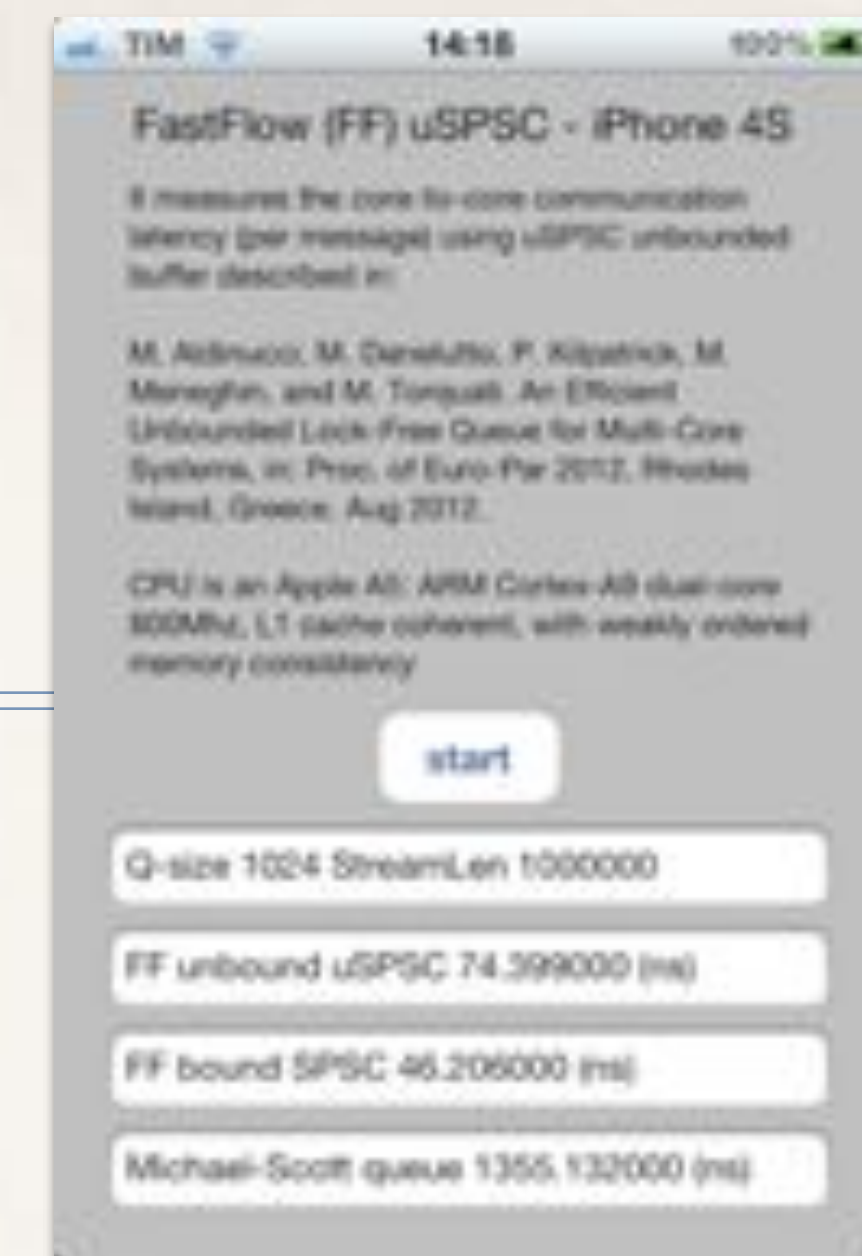 TIM 14:18 100%
FastFlow (FF) uSPSC - iPhone 4S
It measures the core-to-core communication
latency (per message) using uSPSC unbounded
buffer described in:
M. Aldinucci, M. Danelutto, P. Kilpatrick, M.
Meneghin, and M. Torquati. An Efficient
Unbounded Lock-Free Queue for Multi-Core
Systems, in: Proc. of Euro-Par 2012, Rhodes
Island, Greece, Aug 2012.
CPU is an Apple A5: ARM Cortex-A9 dual-core
800Mhz, L1 cache coherent, with weakly ordered
memory consistency
start
Q-size 1024 StreamLen 1000000
FF unbound uSPSC 74.399000 (ns)
FF bound SPSC 46.206000 (ns)
Michael-Scott queue 1355.132000 (ns)